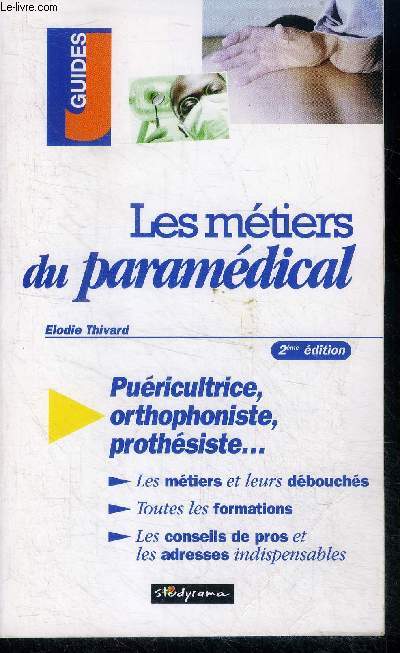 Le-livre.com
GUIDES
J
Les métiers
du paramédical
Elodie Thivard
2ème édition
Puéricultrice,
orthophoniste,
prothésiste...
Les métiers et leurs débouchés
Toutes les formations
Les conseils de pros et
les adresses indispensables
studyrama